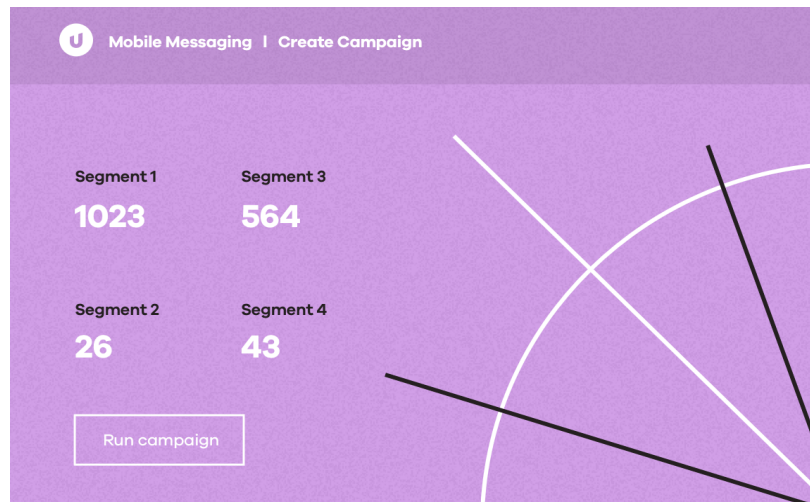 u
Mobile Messaging | Create Campaign
Segment 1
1023
Segment 3
564
Segment 2
26
Segment 4
43
Run campaign